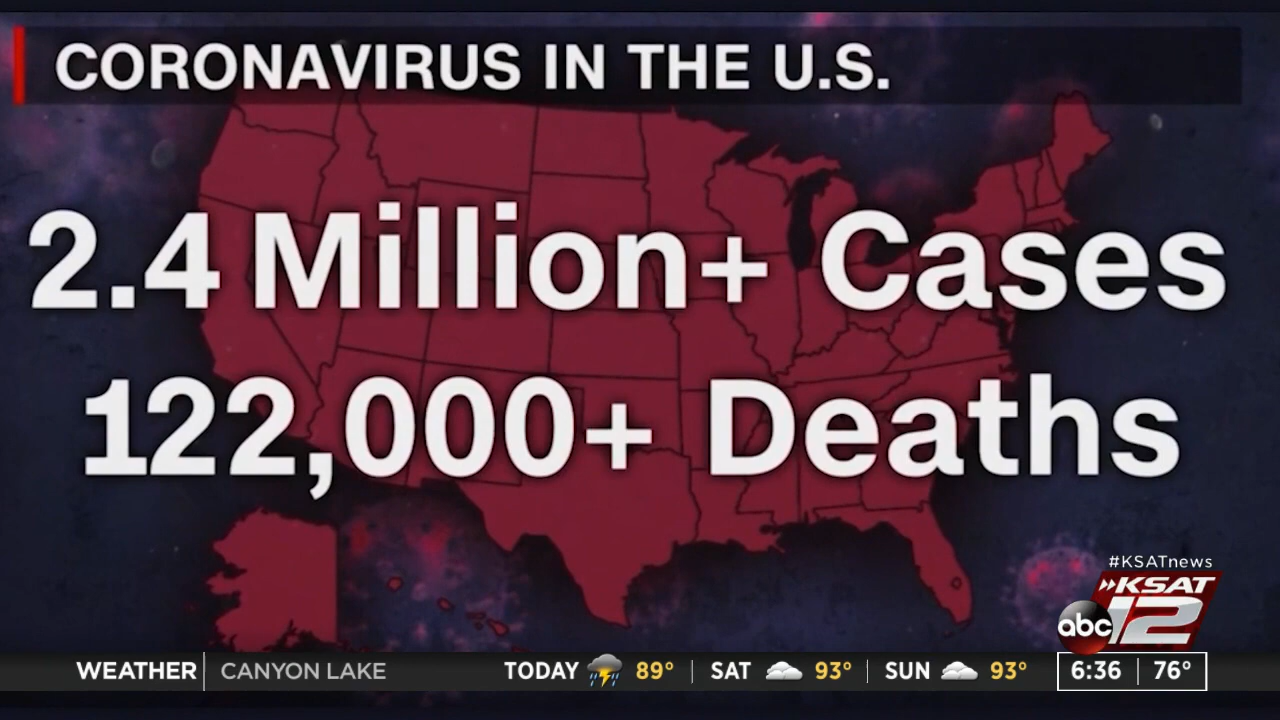 CORONAVIRUS IN THE U.S.
2.4 Million+ Cases
122,000+ Deaths
#KSATnews
KSAT
abc 12
WEATHER CANYON LAKE TODAY 89° SAT 93° SUN 93° 6:36 76°